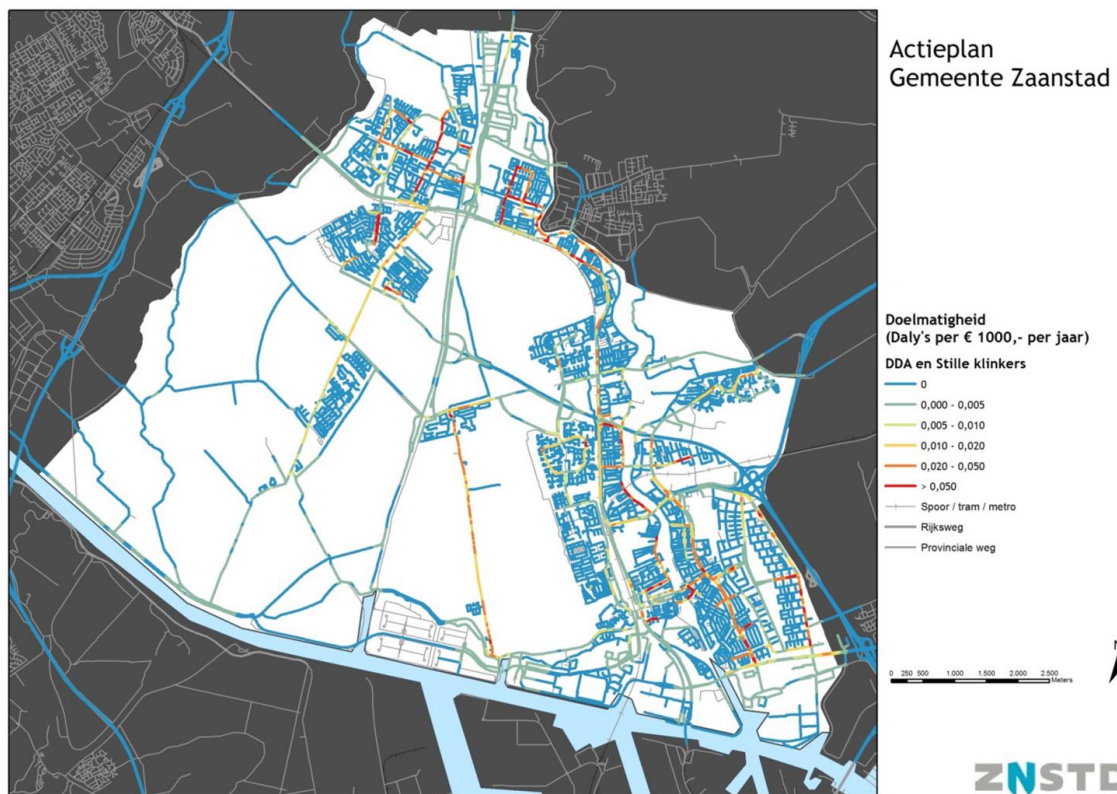 Actieplan
Gemeente Zaanstad
Doelmatigheid
(Daly's per € 1000,- per jaar)
DDA en Stille klinkers
0
0,000 - 0,005
0,005 - 0,010
0,010 - 0,020
0,020 - 0,050
> 0,050
Spoor / tram / metro
Rijksweg
Provinciale weg
0 250 500 1.000 1.500 2.000 2.500
Meters
ZNSTD